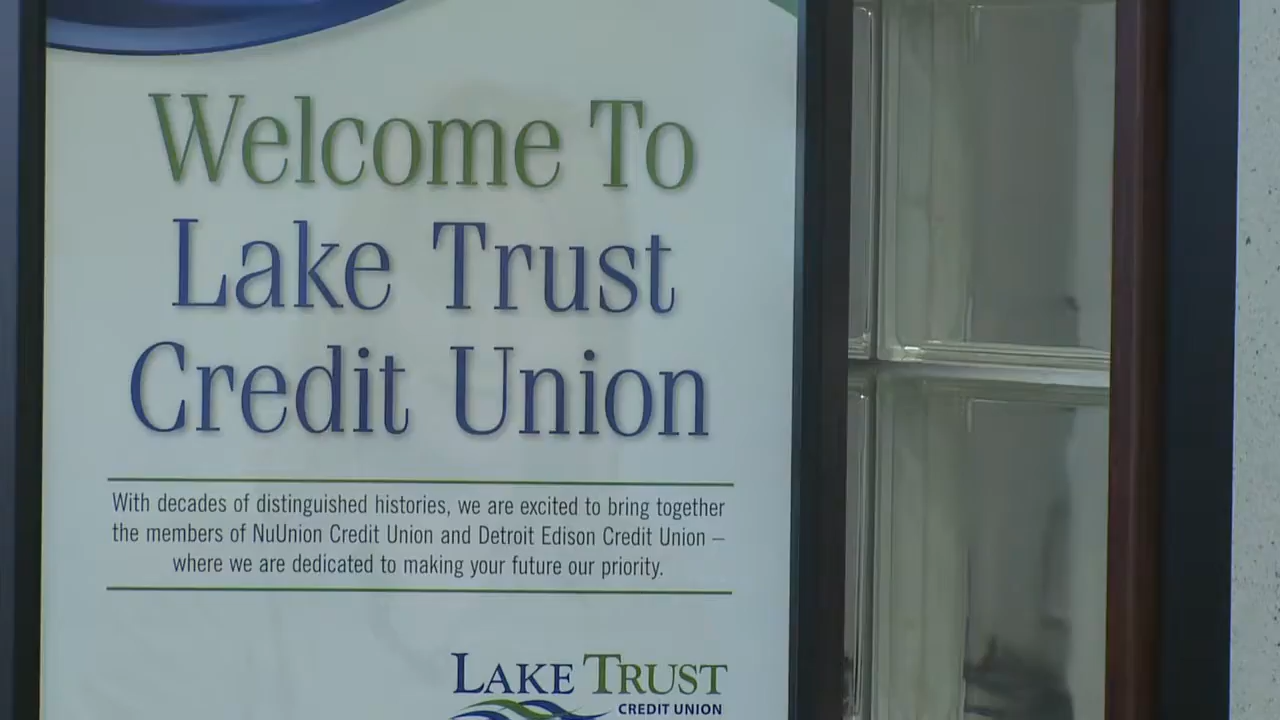 Welcome To
Lake Trust
Credit Union
With decades of distinguished histories, we are excited to bring together
the members of NuUnion Credit Union and Detroit Edison Credit Union –
where we are dedicated to making your future our priority.
LAKE TRUST
CREDIT UNION